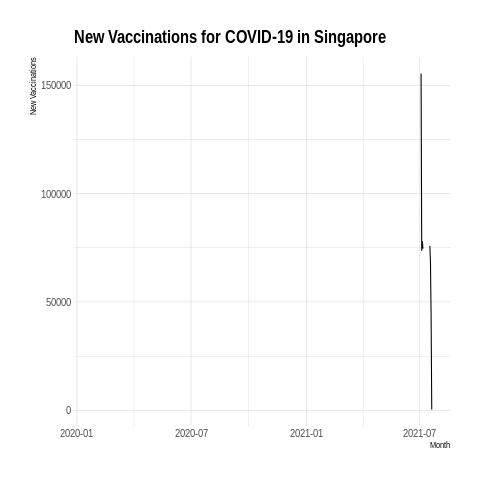 New Vaccinations for COVID-19 in Singapore
New Vaccinations
150000
100000
50000
0
2020-01 2020-07 2021-01 2021-07
Month